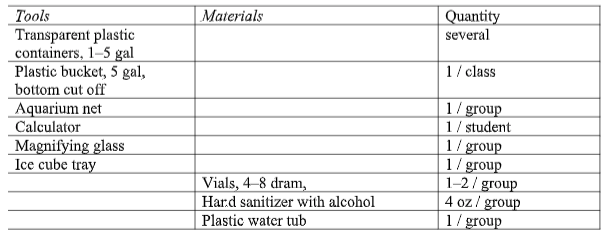 Tools Materials Quantity
Transparent plastic several
containers, 1–5 gal
Plastic bucket, 5 gal, 1 / class
bottom cut off
Aquarium net 1 / group
Calculator 1 / student
Magnifying glass 1 / group
Ice cube tray 1 / group
Vials, 4–8 dram, 1–2 / group
Hand sanitizer with alcohol 4 oz / group
Plastic water tub 1 / group